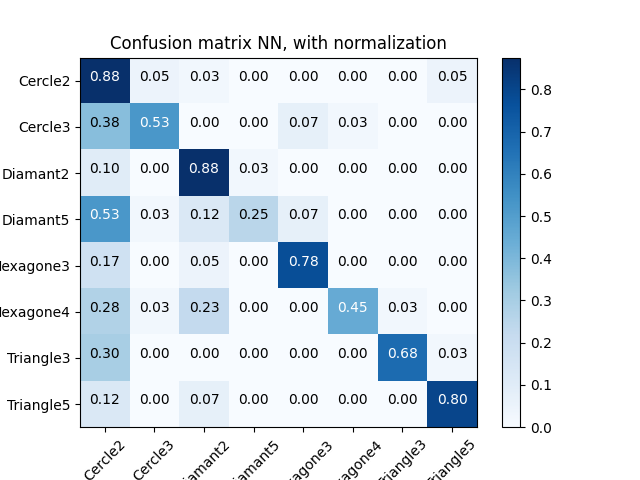 Confusion matrix NN, with normalization
Cercle2 0.88 0.05 0.03 0.00 0.00 0.00 0.00 0.05
Cercle3 0.38 0.53 0.00 0.00 0.07 0.03 0.00 0.00
Diamant2 0.10 0.00 0.88 0.03 0.00 0.00 0.00 0.00
Diamant5 0.53 0.03 0.12 0.25 0.07 0.00 0.00 0.00
exagone3 0.17 0.00 0.05 0.00 0.78 0.00 0.00 0.00
exagone4 0.28 0.03 0.23 0.00 0.00 0.45 0.03 0.00
Triangle3 0.30 0.00 0.00 0.00 0.00 0.00 0.68 0.03
Triangle5 0.12 0.00 0.07 0.00 0.00 0.00 0.00 0.80
Cercle2 Cercle3 iamant2 iamant5 agone3 agone4 riangle3 riangle5
0.8
0.7
0.6
0.5
0.4
0.3
0.2
0.1
0.0